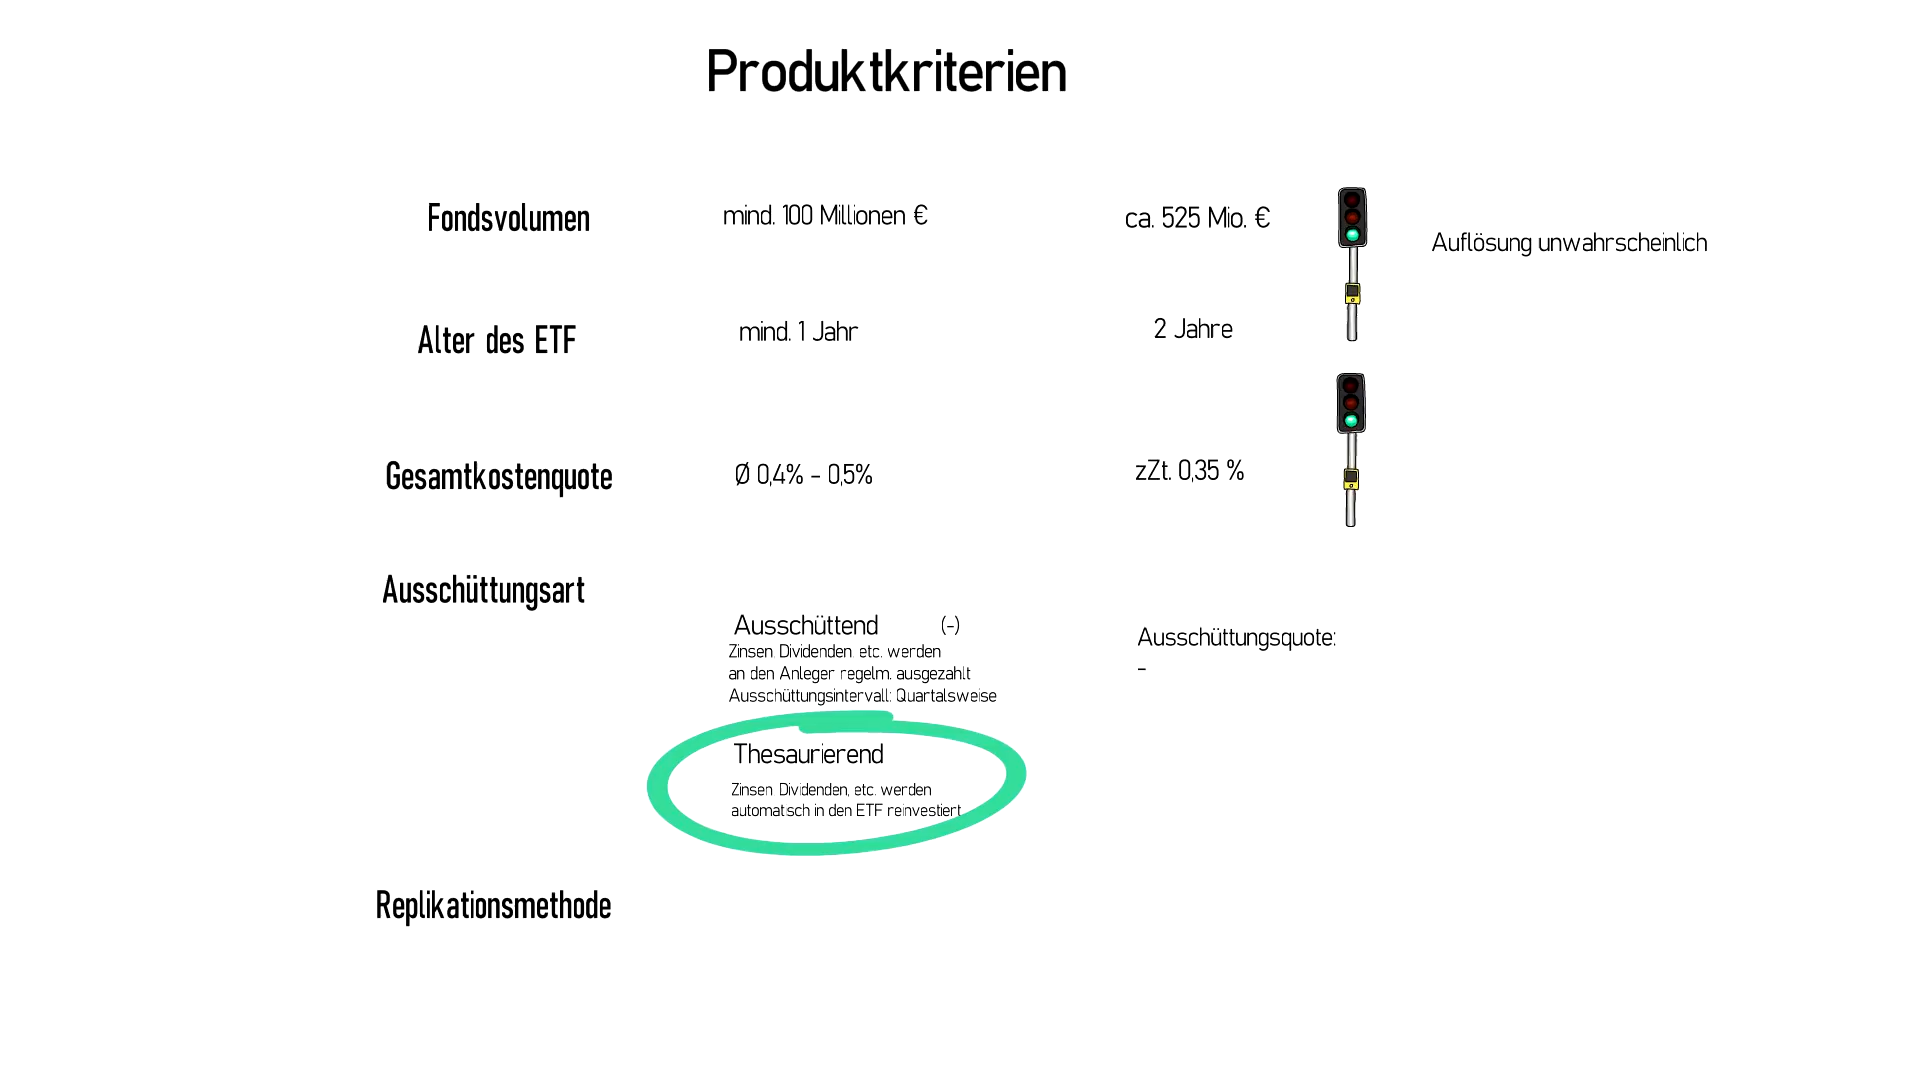 Produktkriterien
Fondsvolumen
mind. 100 Millionen €
ca. 525 Mio. €
Auflösung unwahrscheinlich
Alter des ETF
mind. 1 Jahr
2 Jahre
Gesamtkostenquote
Ø 0,4% - 0,5%
zZt. 0,35 %
Ausschüttungsart
Ausschüttend (-)
Zinsen, Dividenden, etc. werden
an den Anleger regelm. ausgezahlt
Ausschüttungsintervall: Quartalsweise
Ausschüttungsquote:
-
Thesaurierend
Zinsen, Dividenden, etc. werden
automatisch in den ETF reinvestiert
Replikationsmethode